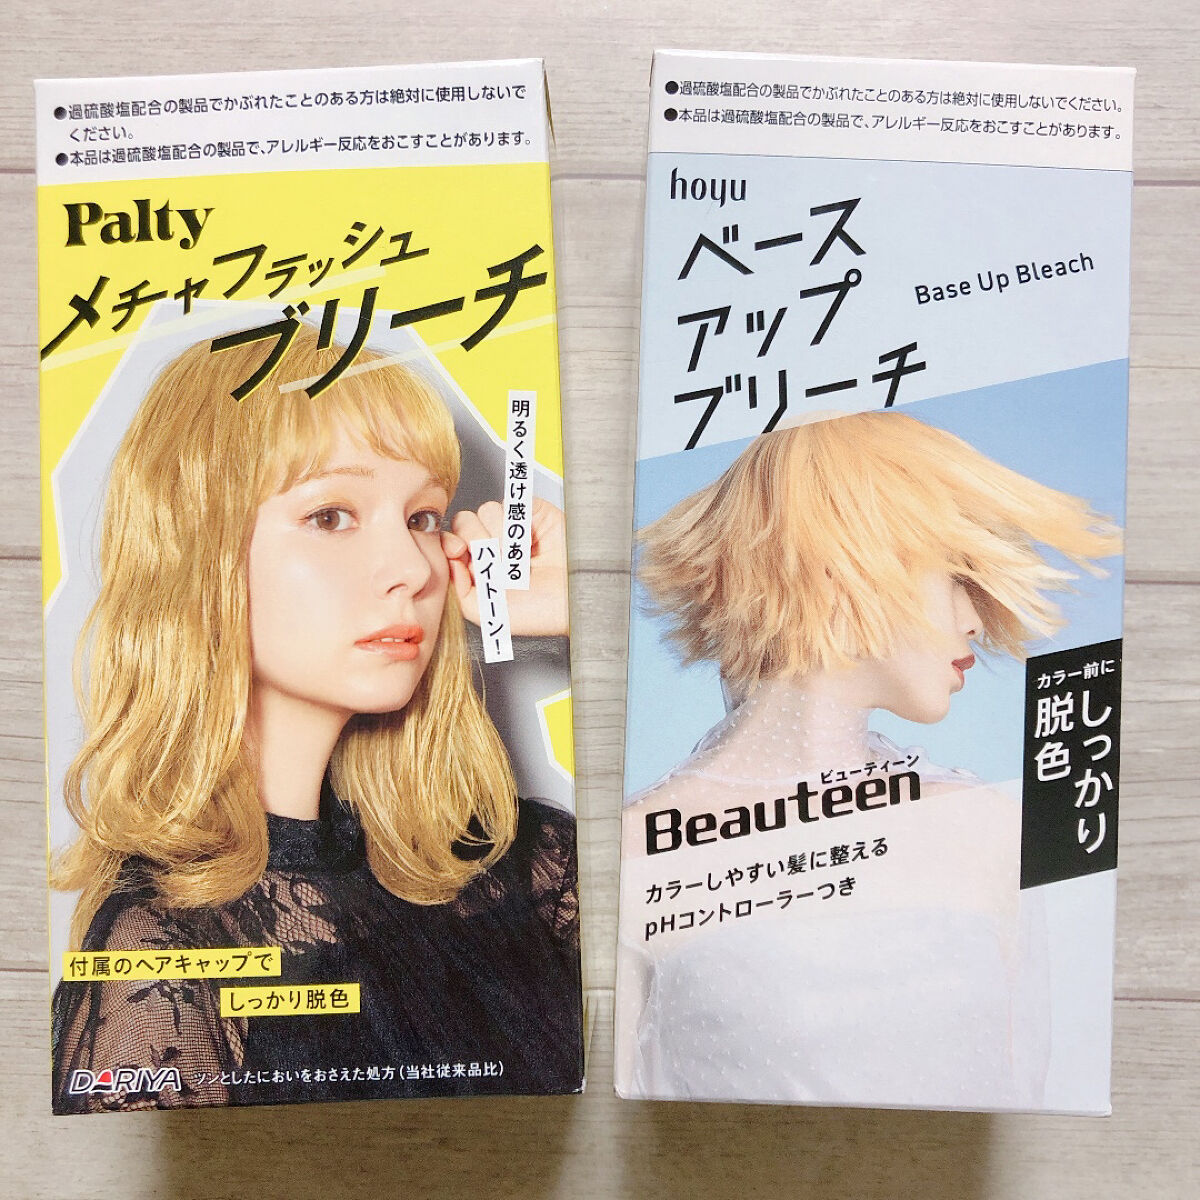 ●過硫酸塩配合の製品でかぶれたことのある方は絶対に使用しないで
ください。
●本品は過硫酸塩配合の製品で、アレルギー反応をおこすことがあります。
Palty
メチャフラッシュ
ブリーチ
明るく透け感のある
ハイトーン!
付属のヘアキャップで
しっかり脱色
DARIYA
ツンとしたにおいをおさえた処方(当社従来品比)
●過硫酸塩配合の製品でかぶれたことのある方は絶対に使用しないでください。
●本品は過硫酸塩配合の製品で、アレルギー反応をおこすことがあります。
hoyu
ベース
アップ
ブリーチ
Base Up Bleach
カラー前に
しっかり
脱色
ビューティーン
Beauteen
カラーしやすい髪に整える
pHコントローラーつき